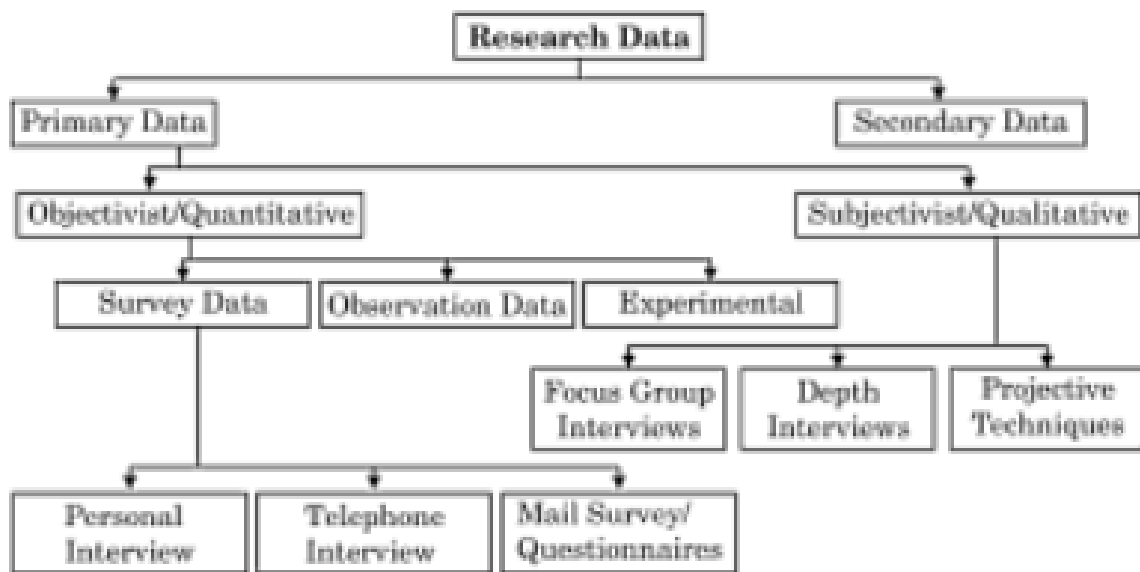 Research Data
Primary Data
Secondary Data
Objectivist/Quantitative
Subjectivist/Qualitative
Survey Data
Observation Data
Experimental
Focus Group
Interviews
Depth
Interviews
Projective
Techniques
Personal
Interview
Telephone
Interview
Mail Survey/
Questionnaires